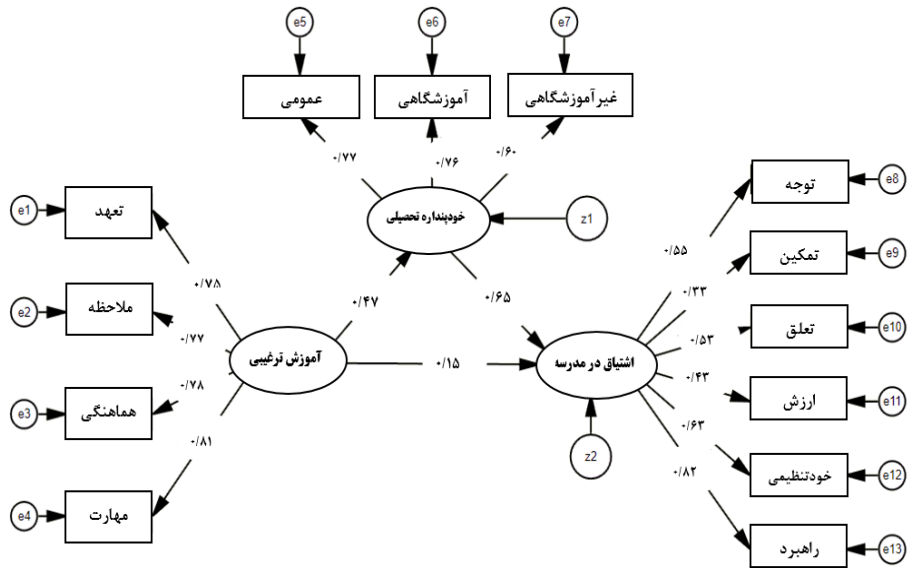 e5
e6
e7
عمومی
آموزشگاهی
غیرآموزشگاهی
۰/۷۷
۰/۷۶
۰/۶۰
خودپنداره تحصیلی
z1
e1
تعهد
e2
ملاحظه
e3
هماهنگی
e4
مهارت
۰/۷۵
۰/۷۷
۰/۷۸
۰/۸۱
آموزش ترغیبی
۰/۴۷
۰/۶۵
۰/۱۵
اشتیاق در مدرسه
z2
۰/۵۵
۰/۳۳
۰/۵۳
۰/۴۳
۰/۶۳
۰/۸۲
توجه
e8
تمکین
e9
تعلق
e10
ارزش
e11
خودتنظیمی
e12
راهبرد
e13